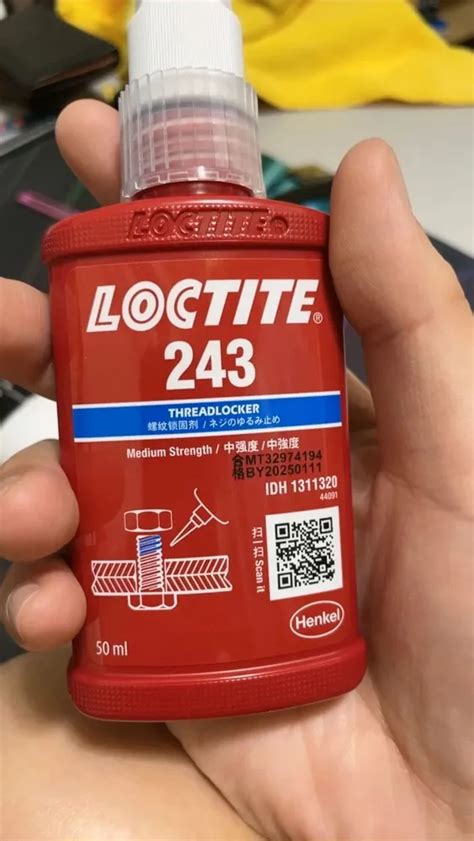 LOCTITE
LOCTITE®
243
THREADLOCKER
螺纹锁固剂 / ネジのゆるみ止め
Medium Strength / 中强度 / 中強度
合格
MT32974194
BY20250111
IDH 1311320
44091
扫一扫 Scan it
50 ml
Henkel